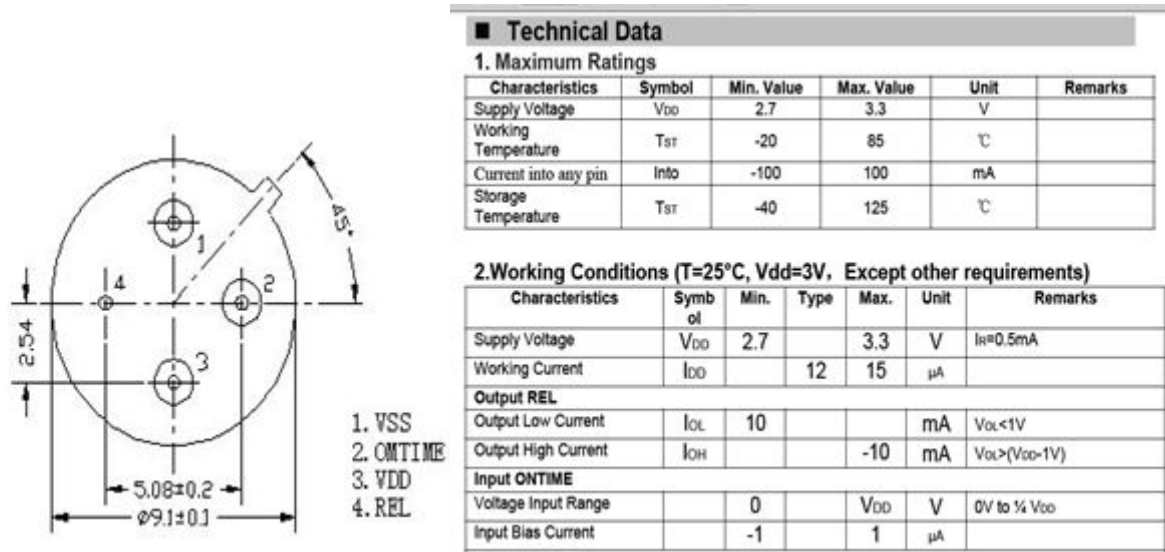 1
45°
4
2
2.54
3
1. VSS
2. OMTIME
3. VDD
4. REL
5.08±0.2
ø9.1±0.1
■ Technical Data
1. Maximum Ratings
Characteristics Symbol Min. Value Max. Value Unit Remarks
Supply Voltage VDD 2.7 3.3 V
Working
Temperature TST -20 85 ℃
Current into any pin Into -100 100 mA
Storage
Temperature TST -40 125 ℃
2.Working Conditions (T=25°C, Vdd=3V, Except other requirements)
Characteristics Symb
ol Min. Type Max. Unit Remarks
Supply Voltage VDD 2.7 3.3 V IR=0.5mA
Working Current IDD 12 15 μA
Output REL
Output Low Current IOL 10 mA VOL<1V
Output High Current IOH -10 mA VOL>(VDD-1V)
Input ONTIME
Voltage Input Range 0 VDD V 0V to ¼ VDD
Input Bias Current -1 1 μA